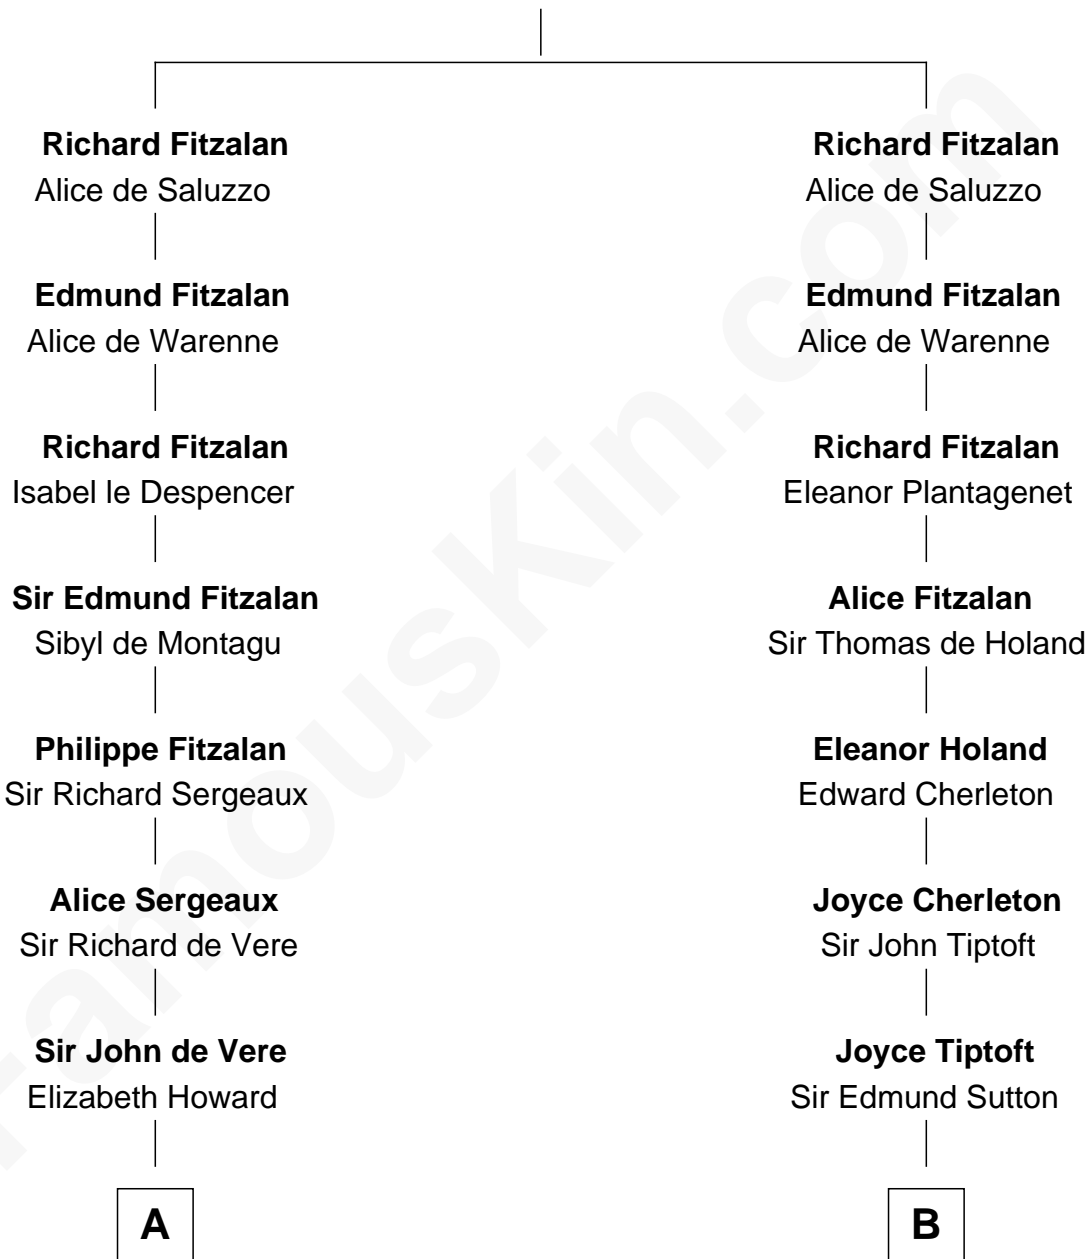 Richard Fitzalan
Alice de Saluzzo
Richard Fitzalan
Alice de Saluzzo
Edmund Fitzalan
Alice de Warenne
Edmund Fitzalan
Alice de Warenne
Richard Fitzalan
Isabel le Despencer
Richard Fitzalan
Eleanor Plantagenet
Sir Edmund Fitzalan
Sibyl de Montagu
Alice Fitzalan
Sir Thomas de Holand
Philippe Fitzalan
Sir Richard Sergeaux
Eleanor Holand
Edward Cherleton
Alice Sergeaux
Sir Richard de Vere
Joyce Cherleton
Sir John Tiptoft
Sir John de Vere
Elizabeth Howard
Joyce Tiptoft
Sir Edmund Sutton
A
B
FamousKin.com